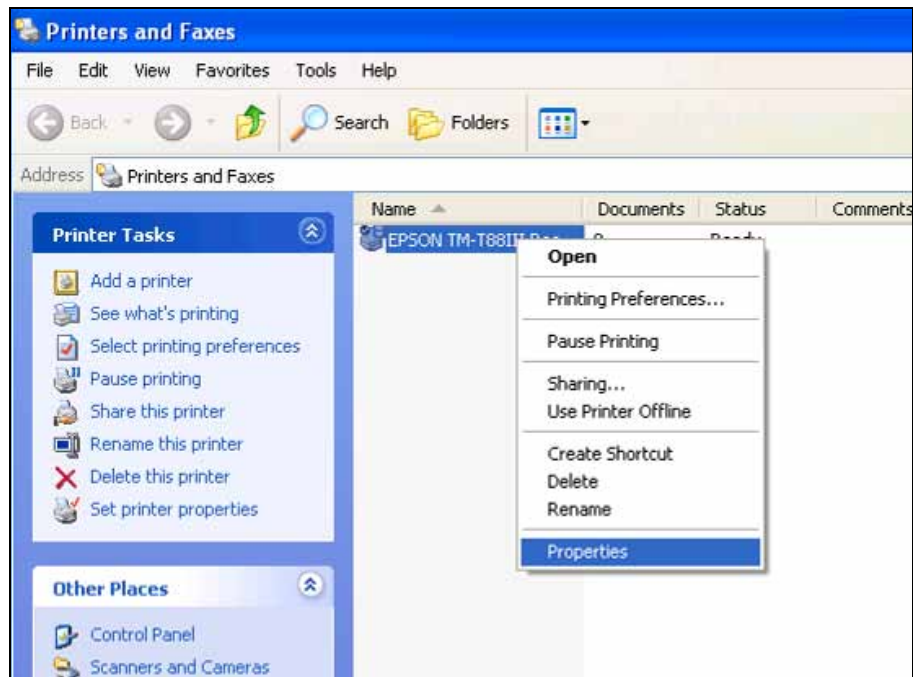 Printers and Faxes
File Edit View Favorites Tools Help
Back Search Folders
Address Printers and Faxes
Name Documents Status Comments
EPSON TM-T88III
Printer Tasks
Add a printer
See what's printing
Select printing preferences
Pause printing
Share this printer
Rename this printer
Delete this printer
Set printer properties
Other Places
Control Panel
Scanners and Cameras
Open
Printing Preferences...
Pause Printing
Sharing...
Use Printer Offline
Create Shortcut
Delete
Rename
Properties